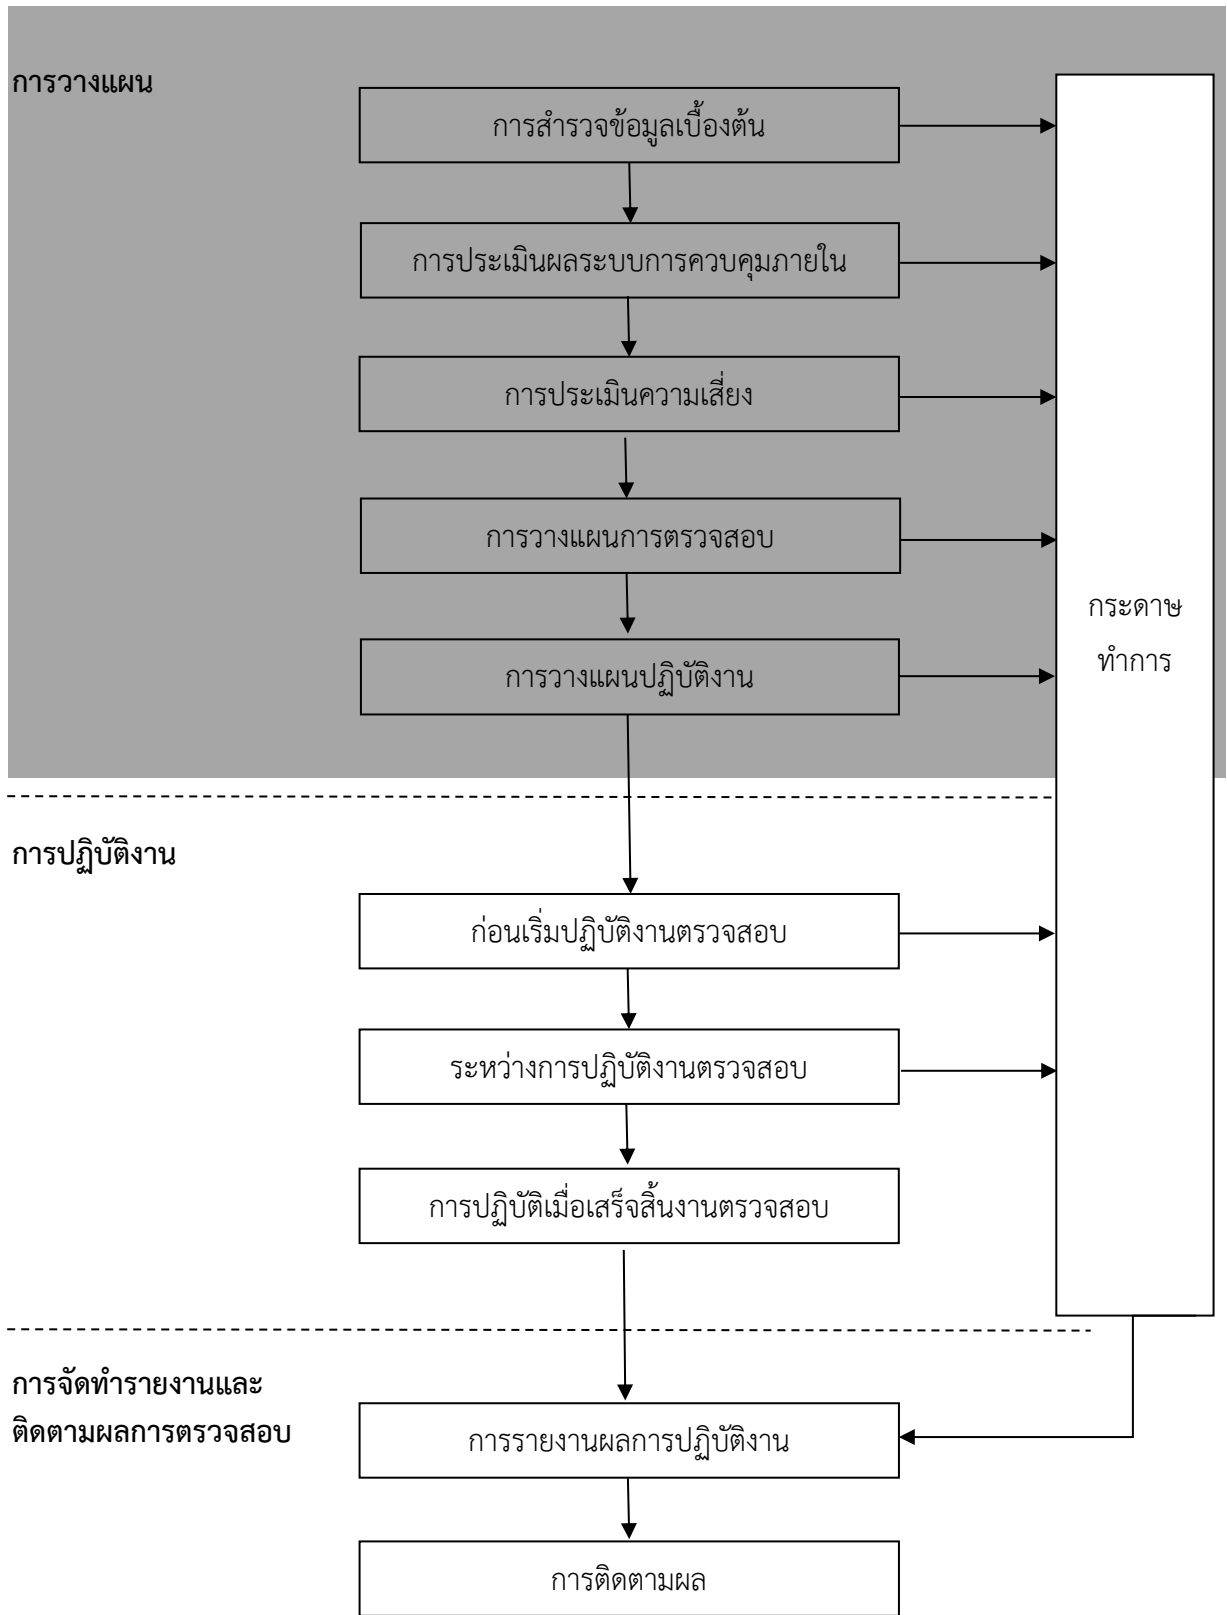 การวางแผน
การสำรวจข้อมูลเบื้องต้น
การประเมินผลระบบการควบคุมภายใน
การประเมินความเสี่ยง
การวางแผนการตรวจสอบ
การวางแผนปฏิบัติงาน
กระดาษ
ทำการ
การปฏิบัติงาน
ก่อนเริ่มปฏิบัติงานตรวจสอบ
ระหว่างการปฏิบัติงานตรวจสอบ
การปฏิบัติเมื่อเสร็จสิ้นงานตรวจสอบ
การจัดทำรายงานและ
ติดตามผลการตรวจสอบ
การรายงานผลการปฏิบัติงาน
การติดตามผล